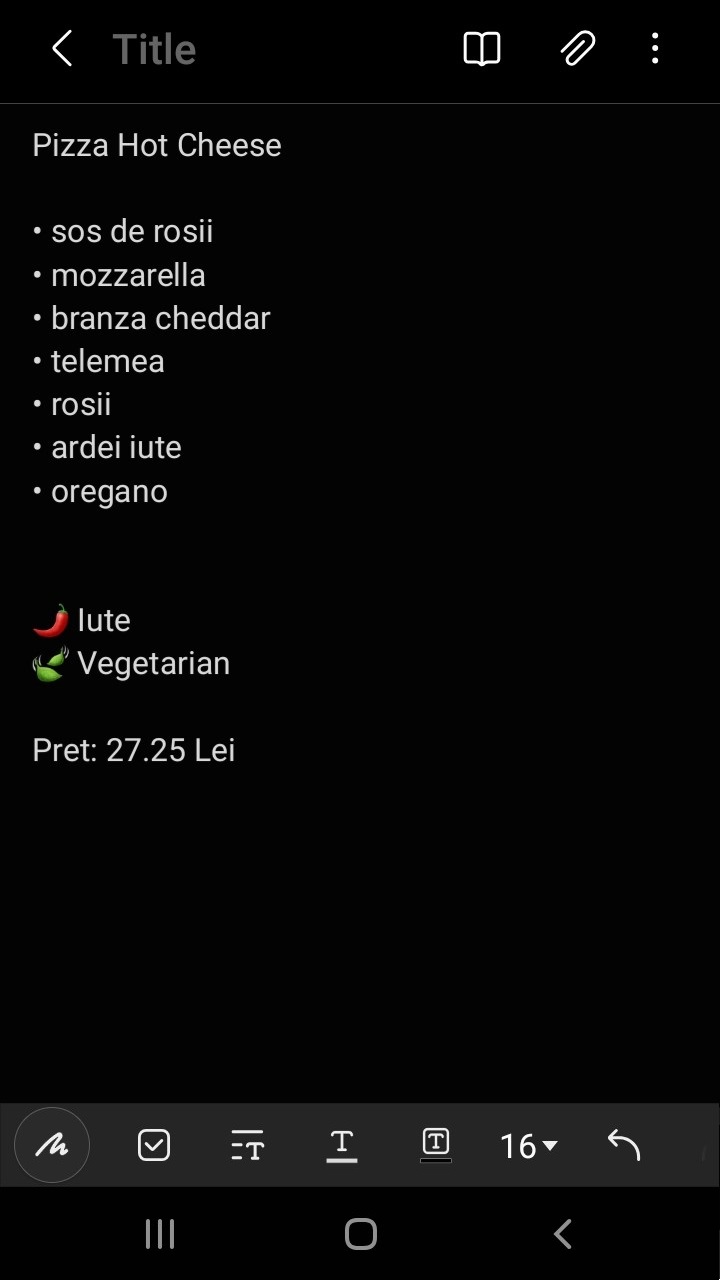 Title
Pizza Hot Cheese
• sos de rosii
• mozzarella
• branza cheddar
• telemea
• rosii
• ardei iute
• oregano
🌶️ Iute
🍃 Vegetarian
Pret: 27.25 Lei
16